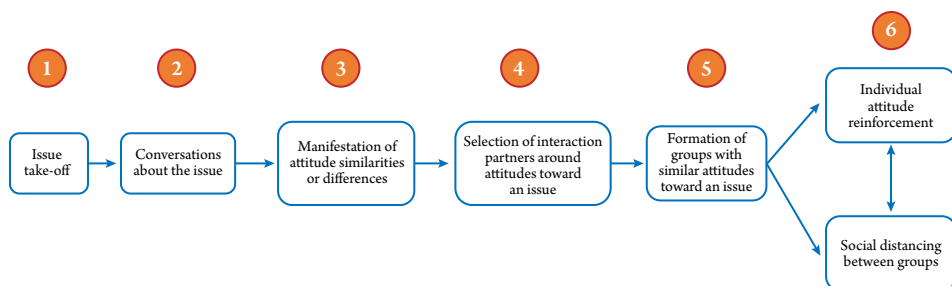 1
2
3
4
5
6
Issue
take-off
Conversations
about the issue
Manifestation of
attitude similarities
or differences
Selection of interaction
partners around
attitudes toward
an issue
Formation of
groups with
similar attitudes
toward an issue
Individual
attitude
reinforcement
Social distancing
between groups